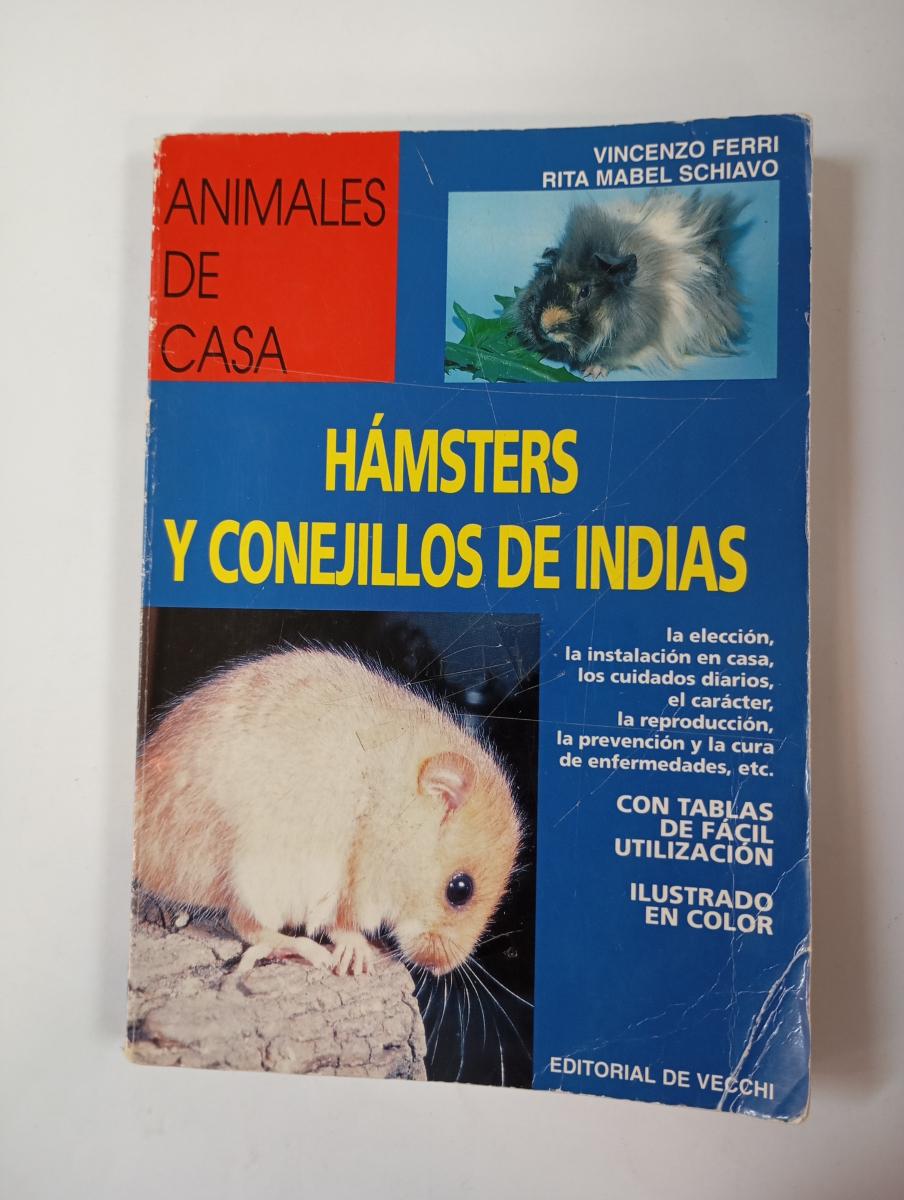 VINCENZO FERRI
RITA MABEL SCHIAVO
ANIMALES
DE
CASA
HÁMSTERS
Y CONEJILLOS DE INDIAS
la elección,
la instalación en casa,
los cuidados diarios,
el carácter,
la reproducción,
la prevención y la cura
de enfermedades, etc.
CON TABLAS
DE FÁCIL
UTILIZACIÓN
ILUSTRADO
EN COLOR
EDITORIAL DE VECCHI